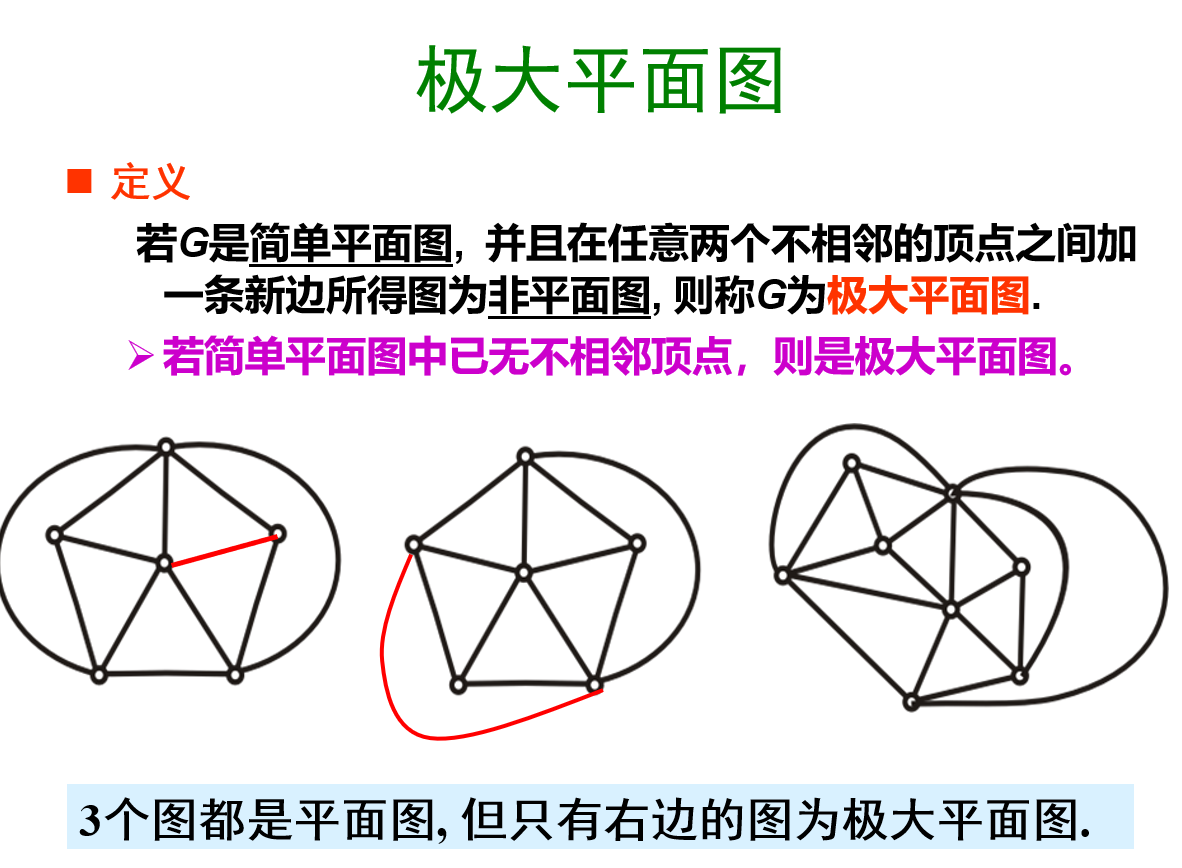 极大平面图
定义
若G是简单平面图, 并且在任意两个不相邻的顶点之间加
一条新边所得图为非平面图, 则称G为极大平面图.
若简单平面图中已无不相邻顶点，则是极大平面图。
3个图都是平面图, 但只有右边的图为极大平面图.